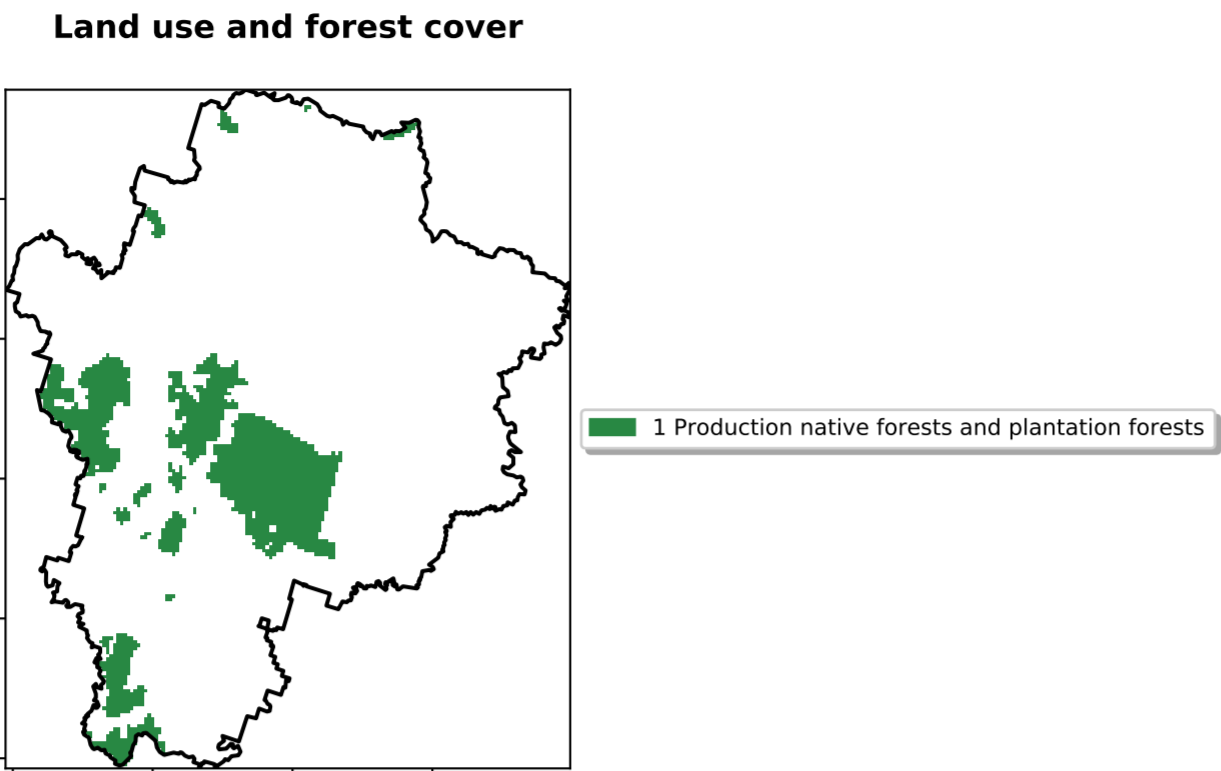 Land use and forest cover
1 Production native forests and plantation forests